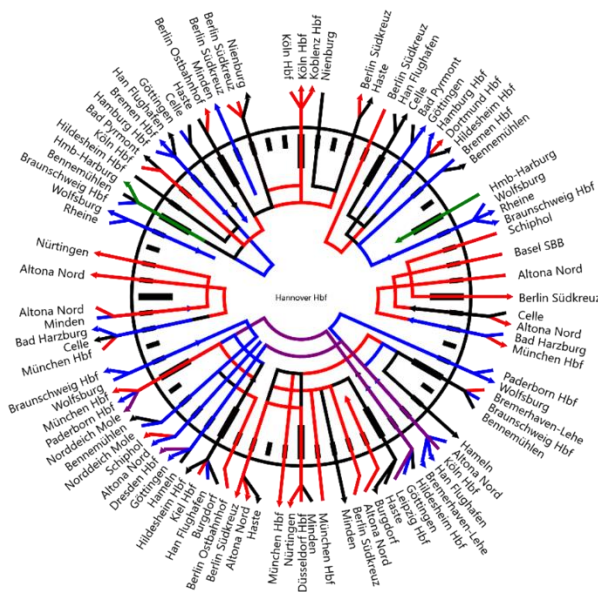 Köln Hbf
Köln Hbf
Koblenz Hbf
Nienburg
Berlin Südkreuz
Haste
Berlin Südkreuz
Han Flughafen
Celle
Bad Pyrmont
Göttingen
Hamburg Hbf
Dortmund Hbf
Hildesheim Hbf
Bremen Hbf
Bennemühlen
Hmb-Harburg
Wolfsburg
Rheine
Braunschweig Hbf
Schiphol
Basel SBB
Altona Nord
Berlin Südkreuz
Celle
Altona Nord
Bad Harzburg
München Hbf
Paderborn Hbf
Wolfsburg
Bremerhaven-Lehe
Braunschweig Hbf
Bennemühlen
Hameln
Altona Nord
Köln Hbf
Han Flughafen
Bremerhaven-Lehe
Hildesheim Hbf
Göttingen
Leipzig Hbf
Haste
Burgdorf
Altona Nord
Berlin Südkreuz
Minden
München Hbf
Minden
Düsseldorf Hbf
Nürtingen
München Hbf
Haste
Altona Nord
Berlin Südkreuz
Berlin Ostbahnhof
Burgdorf
Han Flughafen
Kiel Hbf
Hildesheim Hbf
Hameln
Göttingen
Dresden Hbf
Altona Nord
Schiphol
Norddeich Mole
Bennemühlen
Norddeich Mole
Paderborn Hbf
München Hbf
Wolfsburg
Braunschweig Hbf
München Hbf
Celle
Bad Harzburg
Minden
Altona Nord
Altona Nord
Nürtingen
Rheine
Wolfsburg
Braunschweig Hbf
Bennemühlen
Hmb-Harburg
Hildesheim Hbf
Köln Hbf
Bad Pyrmont
Hamburg Hbf
Bremen Hbf
Han Flughafen
Göttingen
Celle
Haste
Berlin Ostbahnhof
Minden
Berlin Südkreuz
Berlin Südkreuz
Nienburg
Hannover Hbf